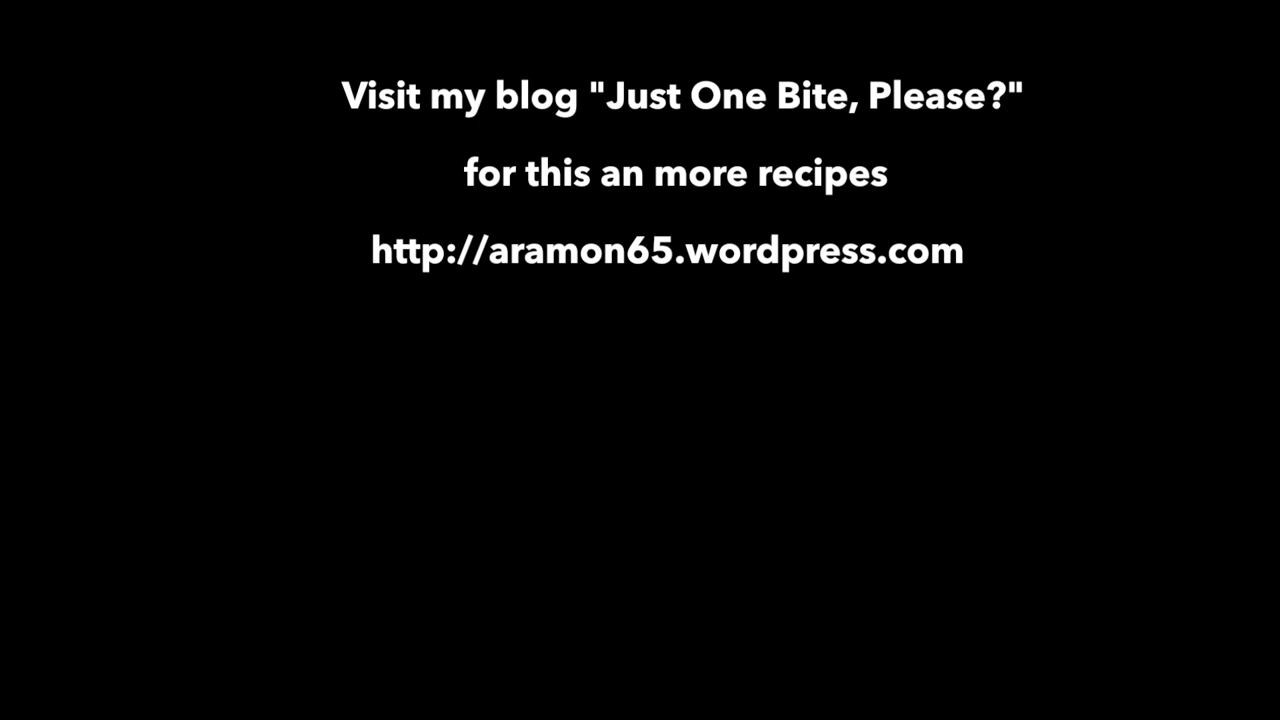 Visit my blog "Just One Bite, Please?"
for this an more recipes
http://aramon65.wordpress.com